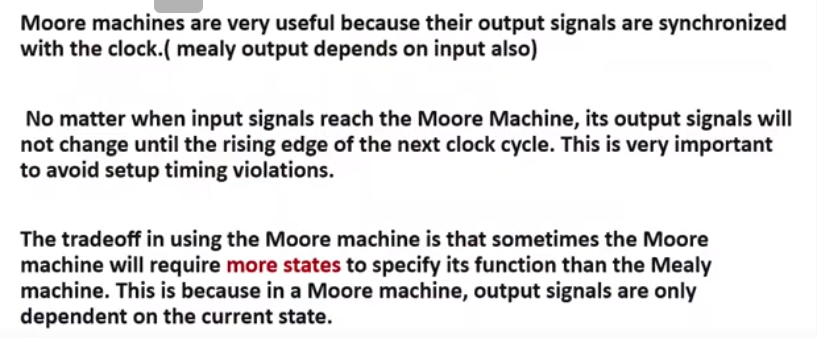 Moore machines are very useful because their output signals are synchronized
with the clock.( mealy output depends on input also)
No matter when input signals reach the Moore Machine, its output signals will
not change until the rising edge of the next clock cycle. This is very important
to avoid setup timing violations.
The tradeoff in using the Moore machine is that sometimes the Moore
machine will require more states to specify its function than the Mealy
machine. This is because in a Moore machine, output signals are only
dependent on the current state.